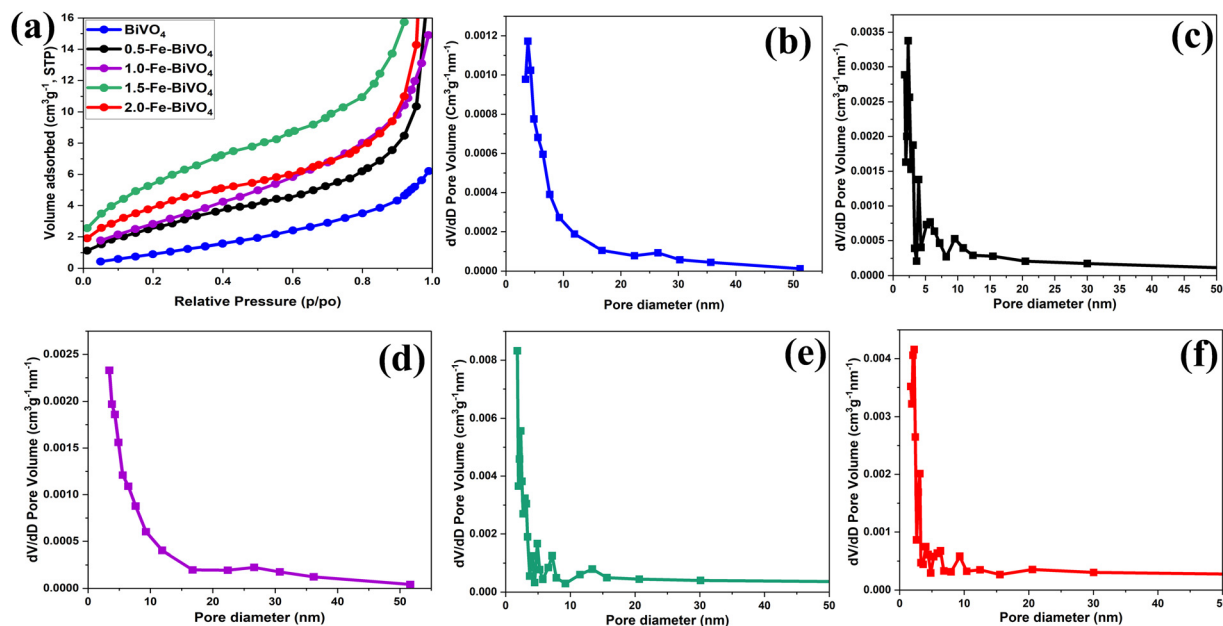 (a)
BiVO₄
0.5-Fe-BiVO₄
1.0-Fe-BiVO₄
1.5-Fe-BiVO₄
2.0-Fe-BiVO₄
Volume adsorbed (cm³g⁻¹, STP)
16
14
12
10
8
6
4
2
0
0.0 0.2 0.4 0.6 0.8 1.0
Relative Pressure (p/po)
(b)
dV/dD Pore Volume (Cm³g⁻¹nm⁻¹)
0.0012
0.0010
0.0008
0.0006
0.0004
0.0002
0.0000
0 10 20 30 40 50
Pore diameter (nm)
(c)
dV/dD Pore Volume (cm³g⁻¹nm⁻¹)
0.0035
0.0030
0.0025
0.0020
0.0015
0.0010
0.0005
0.0000
0 5 10 15 20 25 30 35 40 45 50
Pore diameter (nm)
(d)
dV/dD Pore Volume (cm³g⁻¹nm⁻¹)
0.0025
0.0020
0.0015
0.0010
0.0005
0.0000
0 10 20 30 40 50
Pore diameter (nm)
(e)
dV/dD Pore Volume (cm³g⁻¹nm⁻¹)
0.008
0.006
0.004
0.002
0.000
0 10 20 30 40 50
Pore diameter (nm)
(f)
dV/dD Pore Volume (cm³g⁻¹nm⁻¹)
0.004
0.003
0.002
0.001
0.000
0 10 20 30 40 50
Pore diameter (nm)